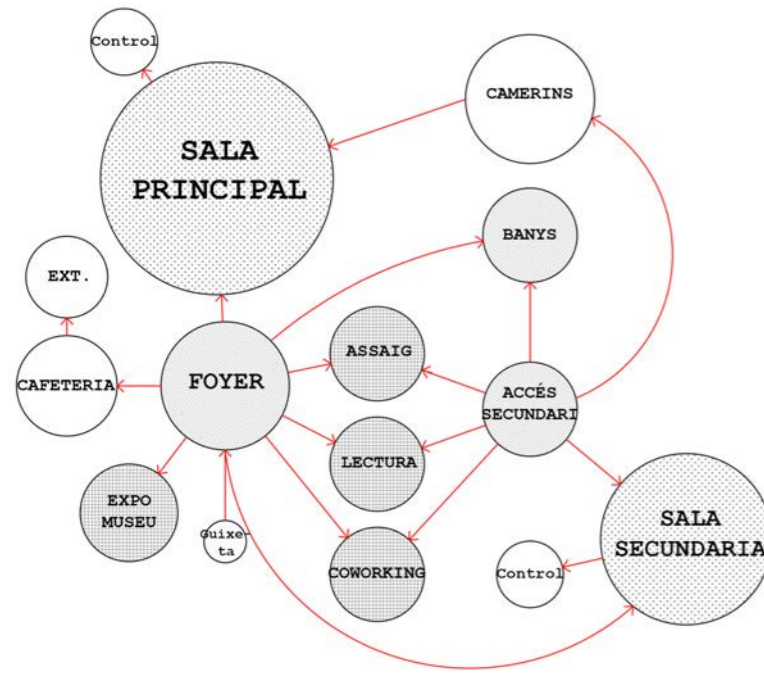 Control
SALA
PRINCIPAL
CAMERINS
BANYS
EXT.
CAFETERIA
FOYER
ASSAIG
ACCÉS
SECUNDARI
LECTURA
EXPO
MUSEU
Guixe-
ta
COWORKING
Control
SALA
SECUNDARIA